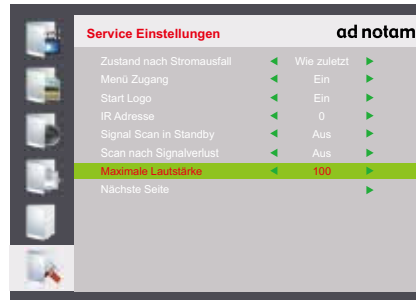 Service Einstellungen
ad notam
Zustand nach Stromausfall Wie zuletzt
Menü Zugang Ein
Start Logo Ein
IR Adresse 0
Signal Scan in Standby Aus
Scan nach Signalverlust Aus
Maximale Lautstärke 100
Nächste Seite